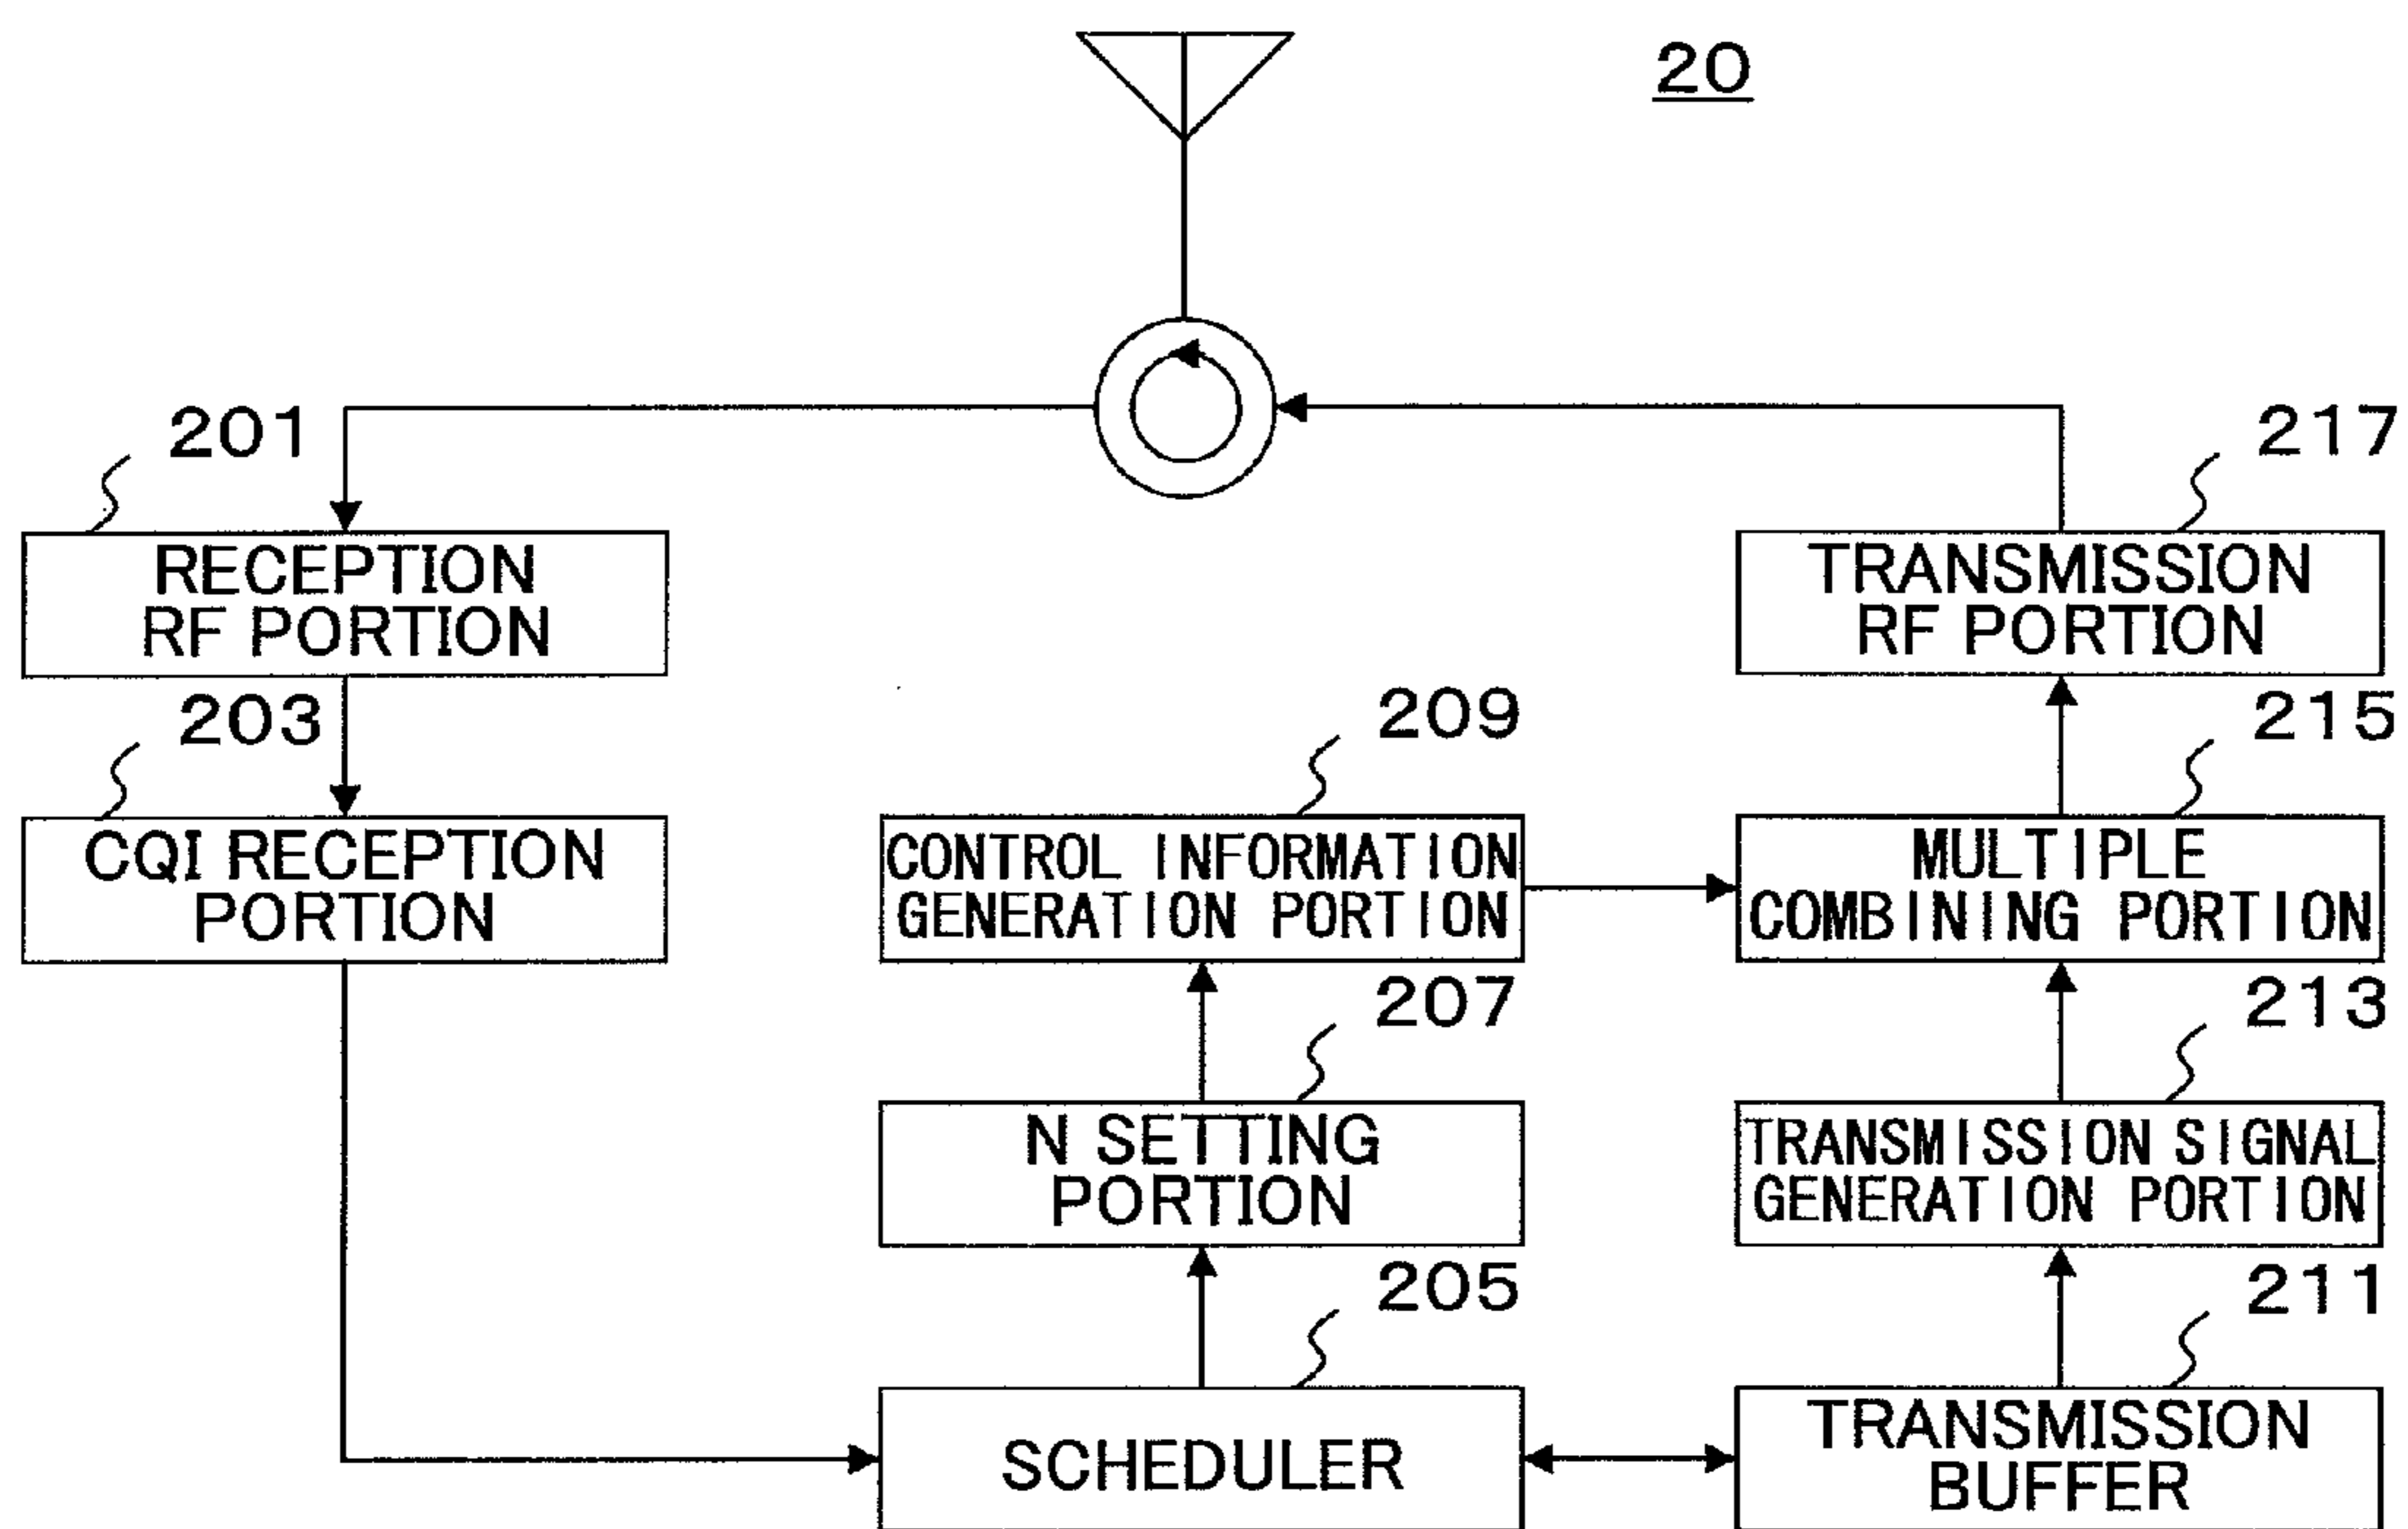 20
201
217
RECEPTION
RF PORTION
TRANSMISSION
RF PORTION
203
209
215
CQI RECEPTION
PORTION
CONTROL INFORMATION
GENERATION PORTION
MULTIPLE
COMBINING PORTION
207
213
N SETTING
PORTION
TRANSMISSION SIGNAL
GENERATION PORTION
205
211
SCHEDULER
TRANSMISSION
BUFFER